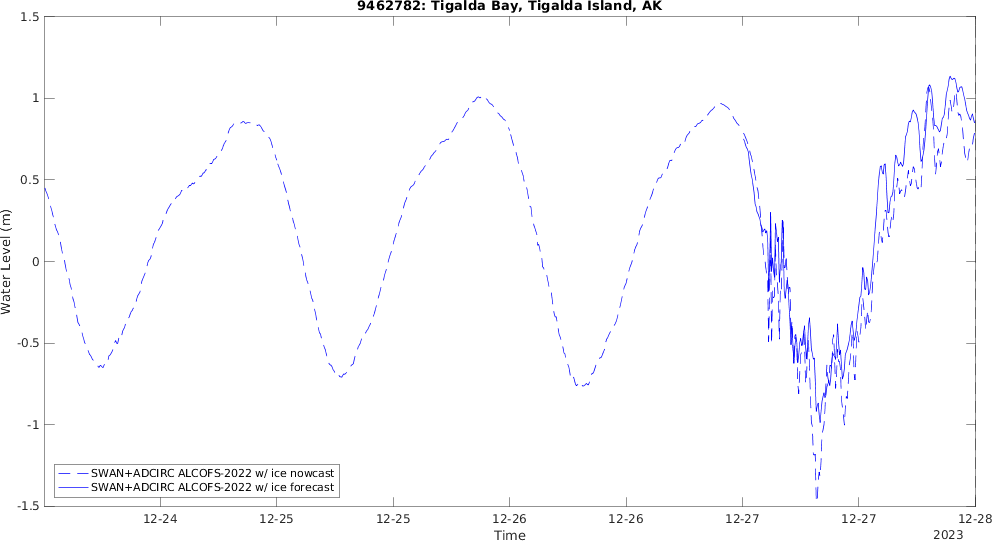 9462782: Tigalda Bay, Tigalda Island, AK
1.5
1
0.5
0
-0.5
-1
-1.5
Water Level (m)
SWAN+ADCIRC ALCOFS-2022 w/ ice nowcast
SWAN+ADCIRC ALCOFS-2022 w/ ice forecast
12-24 12-25 12-25 12-26 12-26 12-27 12-27 12-28
Time
2023